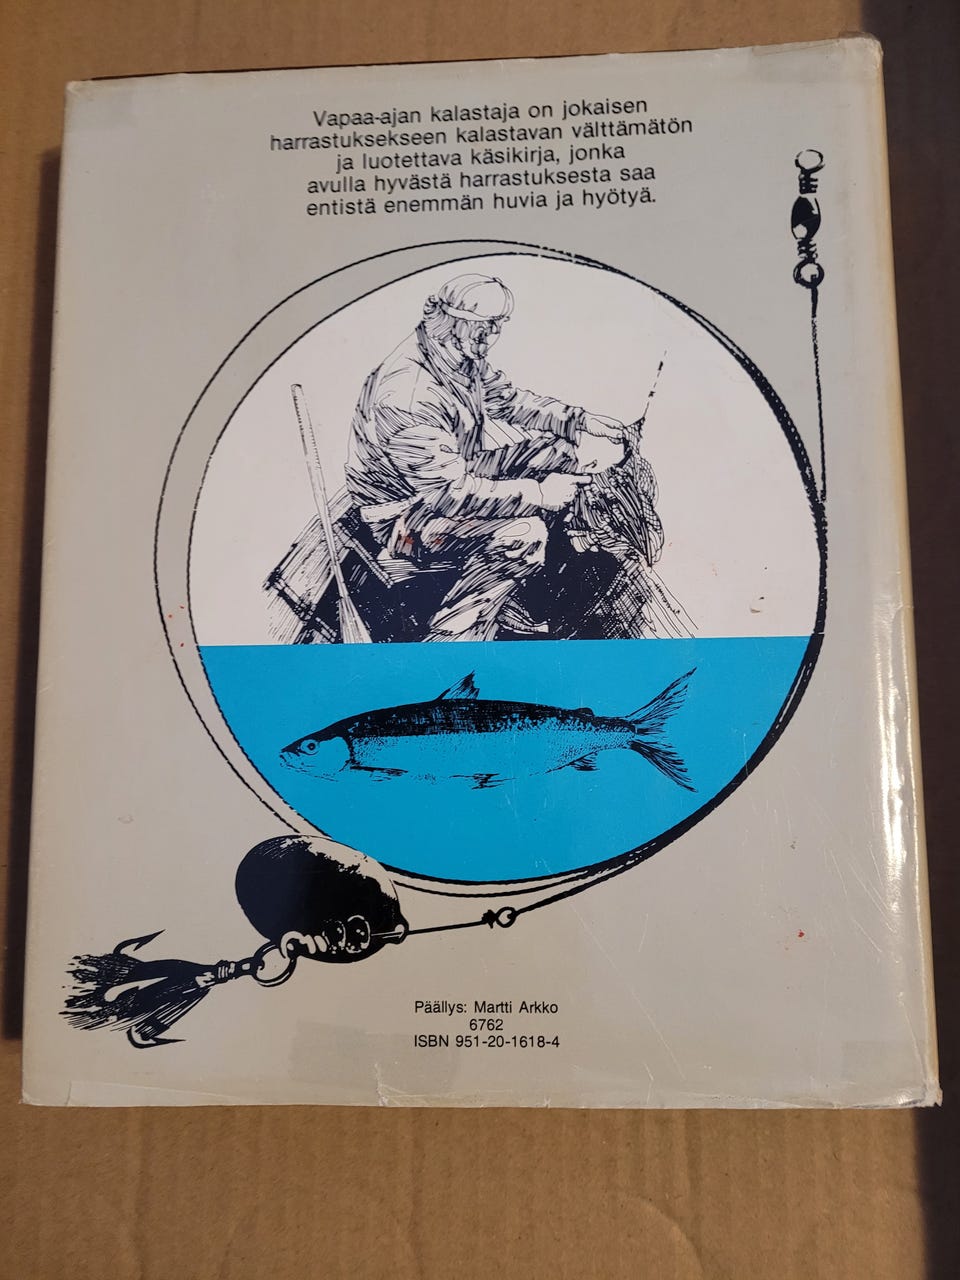 Vapaa-ajan kalastaja on jokaisen
harrastuksekseen kalastavan välttämätön
ja luotettava käsikirja, jonka
avulla hyvästä harrastuksesta saa
entistä enemmän huvia ja hyötyä.
Päällys: Martti Arkko
6762
ISBN 951-20-1618-4